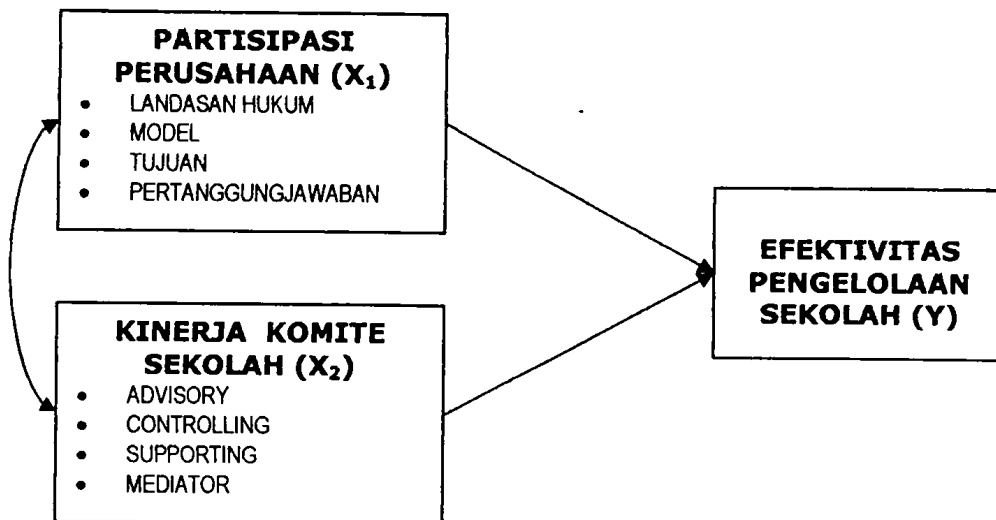 PARTISIPASI
PERUSAHAAN (X₁)
• LANDASAN HUKUM
• MODEL
• TUJUAN
• PERTANGGUNGJAWABAN
KINERJA KOMITE
SEKOLAH (X₂)
• ADVISORY
• CONTROLLING
• SUPPORTING
• MEDIATOR
EFEKTIVITAS
PENGELOLAAN
SEKOLAH (Y)